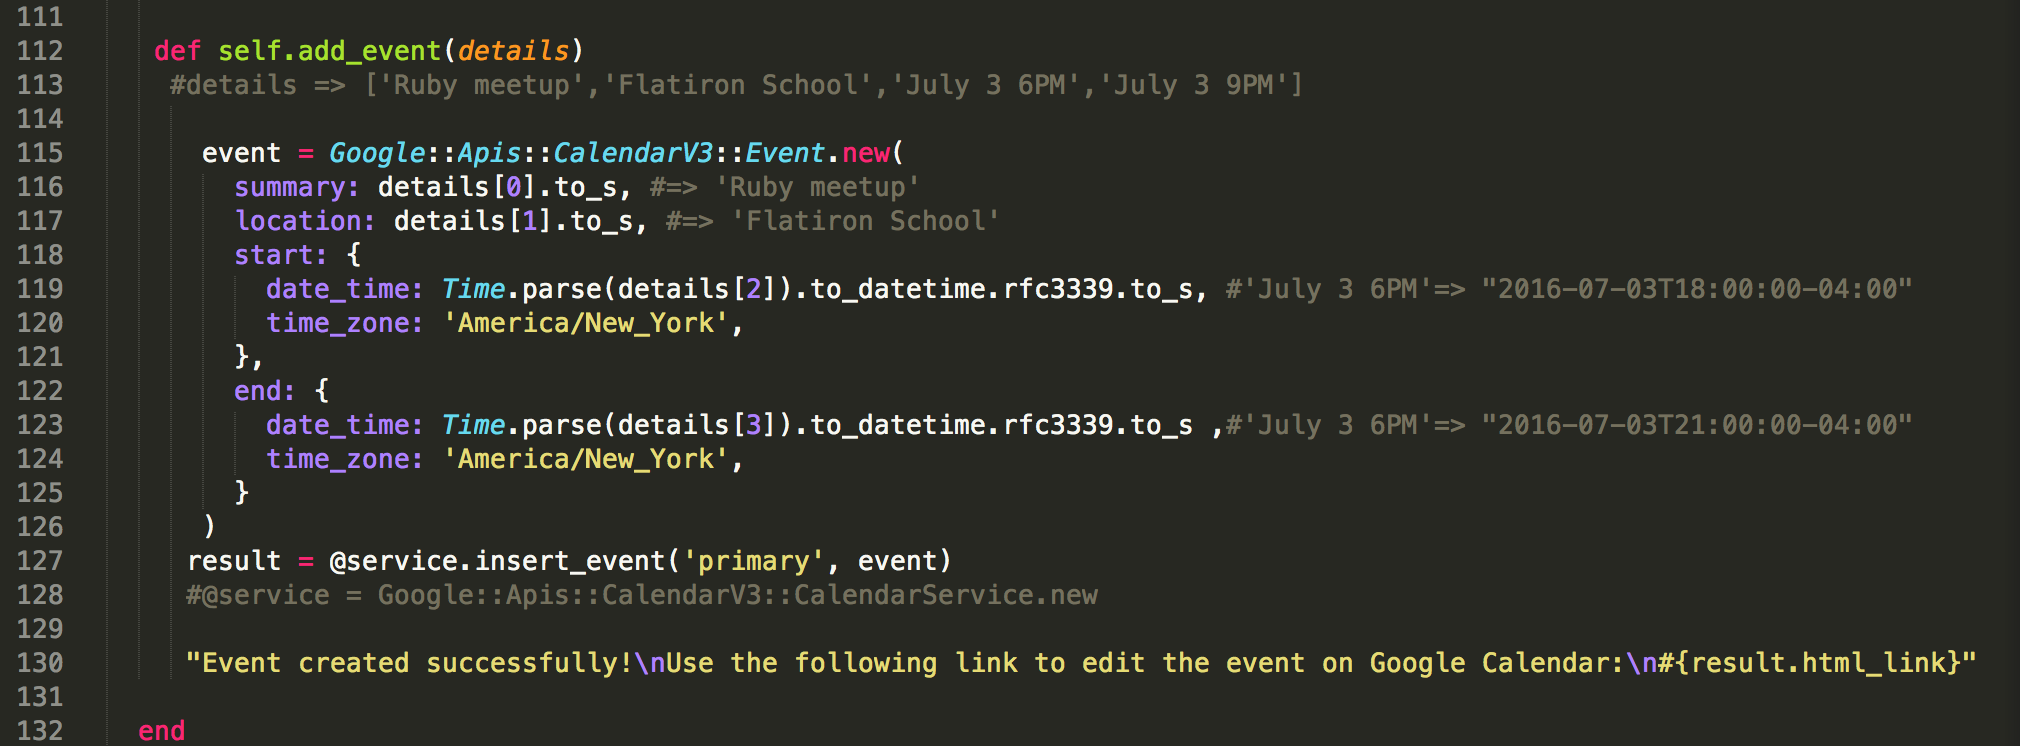 111
112 def self.add_event(details)
113 #details => ['Ruby meetup','Flatiron School','July 3 6PM','July 3 9PM']
114
115 event = Google::Apis::CalendarV3::Event.new(
116 summary: details[0].to_s, #=> 'Ruby meetup'
117 location: details[1].to_s, #=> 'Flatiron School'
118 start: {
119 date_time: Time.parse(details[2]).to_datetime.rfc3339.to_s, #'July 3 6PM'=> "2016-07-03T18:00:00-04:00"
120 time_zone: 'America/New_York',
121 },
122 end: {
123 date_time: Time.parse(details[3]).to_datetime.rfc3339.to_s ,#'July 3 6PM'=> "2016-07-03T21:00:00-04:00"
124 time_zone: 'America/New_York',
125 }
126 )
127 result = @service.insert_event('primary', event)
128 #@service = Google::Apis::CalendarV3::CalendarService.new
129
130 "Event created successfully!\nUse the following link to edit the event on Google Calendar:\n#{result.html_link}"
131
132 end